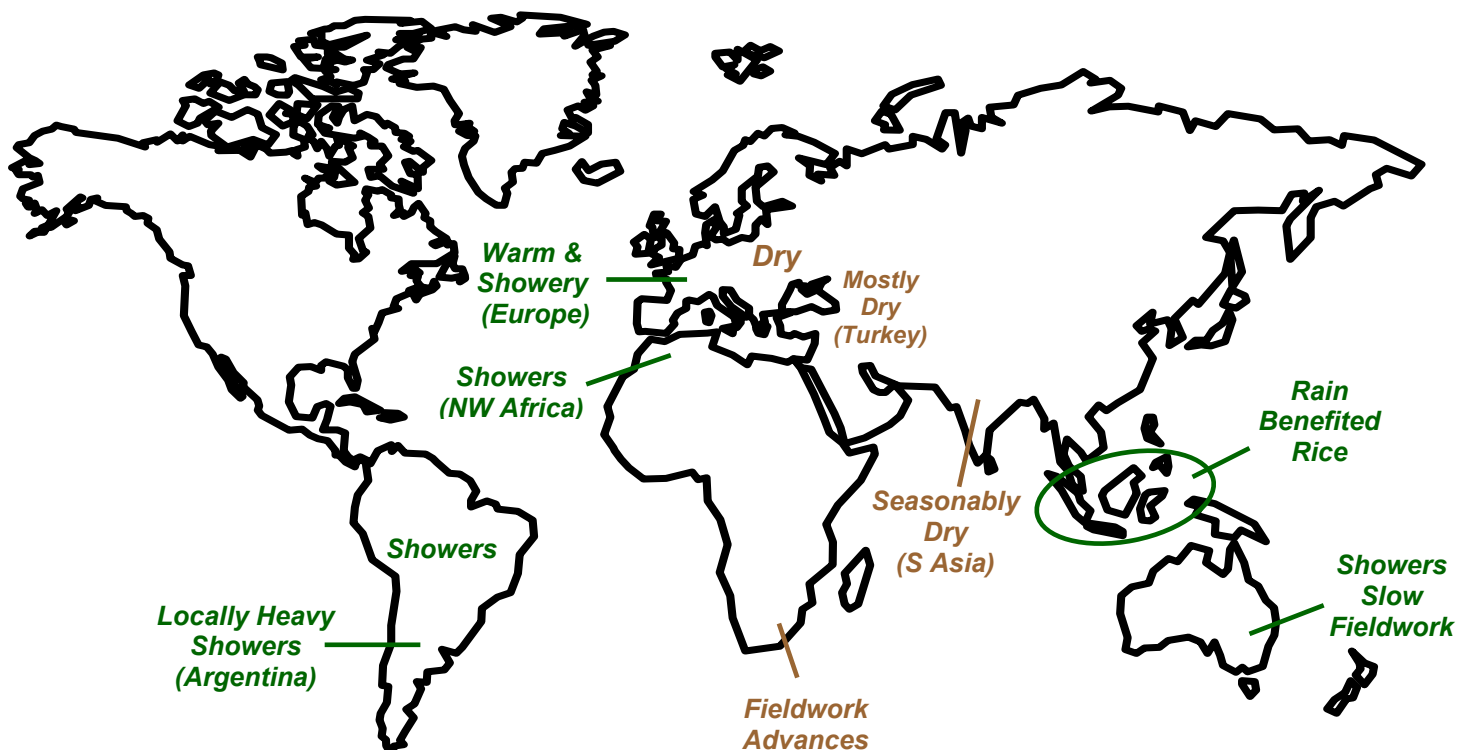 Warm &
Showery
(Europe)
Dry
Mostly
Dry
(Turkey)
Showers
(NW Africa)
Rain
Benefited
Rice
Seasonably
Dry
(S Asia)
Showers
Locally Heavy
Showers
(Argentina)
Showers
Slow
Fieldwork
Fieldwork
Advances